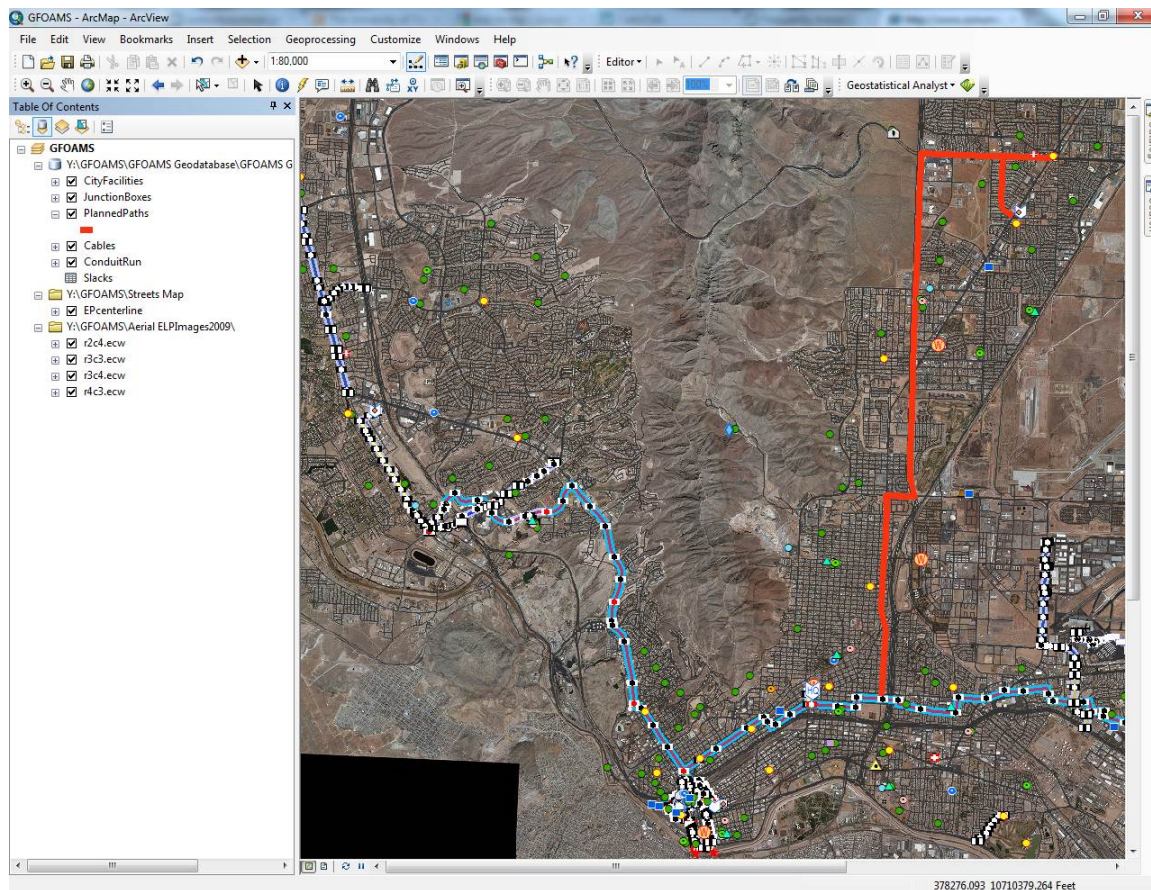 GFOAMS - ArcMap - ArcView
File Edit View Bookmarks Insert Selection Geoprocessing Customize Windows Help
1:80,000 Editor
100% Geostatistical Analyst
Table Of Contents
GFOAMS
Y:\GFOAMS\GFOAMS Geodatabase\GFOAMS G
CityFacilities
JunctionBoxes
PlannedPaths
Cables
ConduitRun
Slacks
Y:\GFOAMS\Streets Map
EPcenterline
Y:\GFOAMS\Aerial ELPImages2009\
r2c4.ecw
r3c3.ecw
r3c4.ecw
r4c3.ecw
W
W
HQ
W
378276.093 10710379.264 Feet